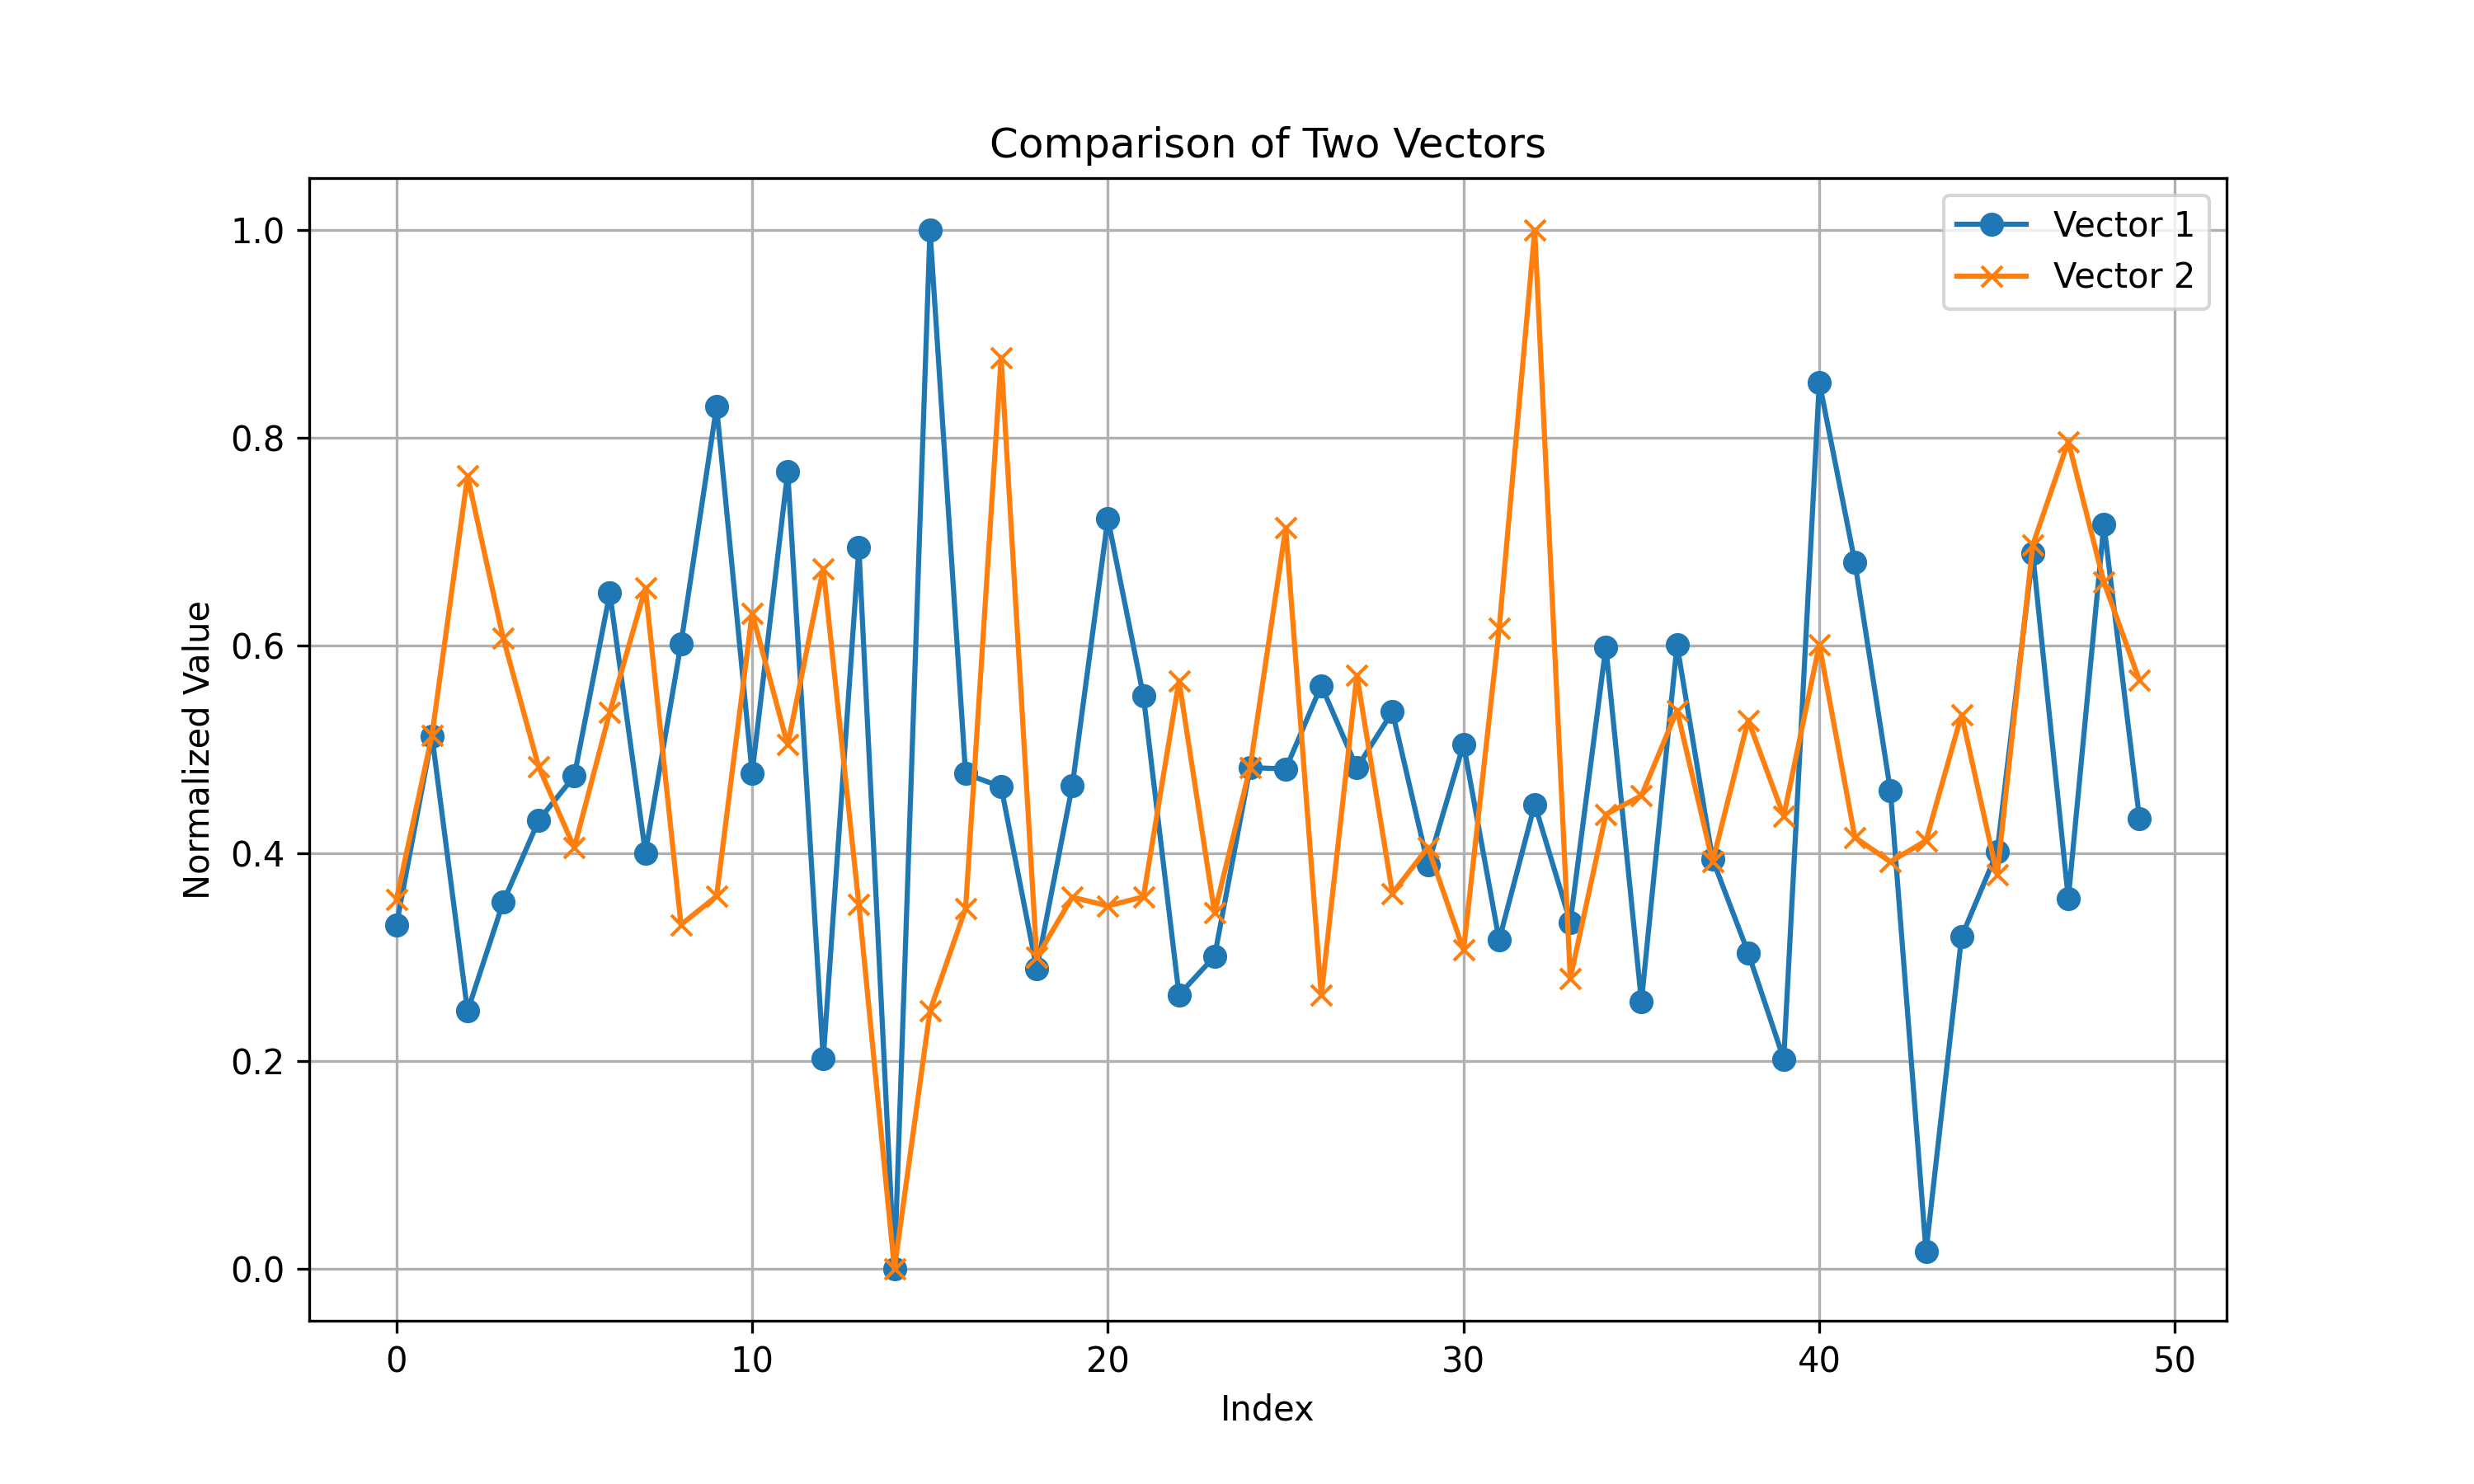 Comparison of Two Vectors
Vector 1
Vector 2
Normalized Value
1.0
0.8
0.6
0.4
0.2
0.0
0 10 20 30 40 50
Index